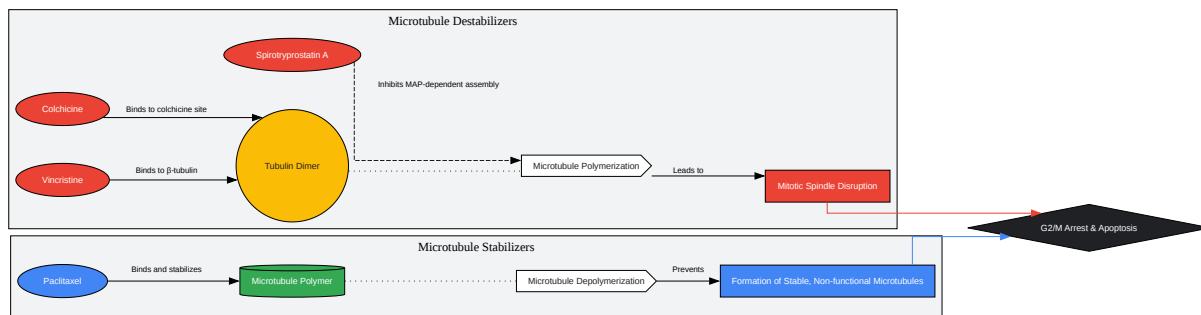 Microtubule Destabilizers
Spirotryprostatin A
Inhibits MAP-dependent assembly
Colchicine
Binds to colchicine site
Vincristine
Binds to β-tubulin
Tubulin Dimer
Microtubule Polymerization
Leads to
Mitotic Spindle Disruption
G2/M Arrest & Apoptosis
Microtubule Stabilizers
Paclitaxel
Binds and stabilizes
Microtubule Polymer
Microtubule Depolymerization
Prevents
Formation of Stable, Non-functional Microtubules